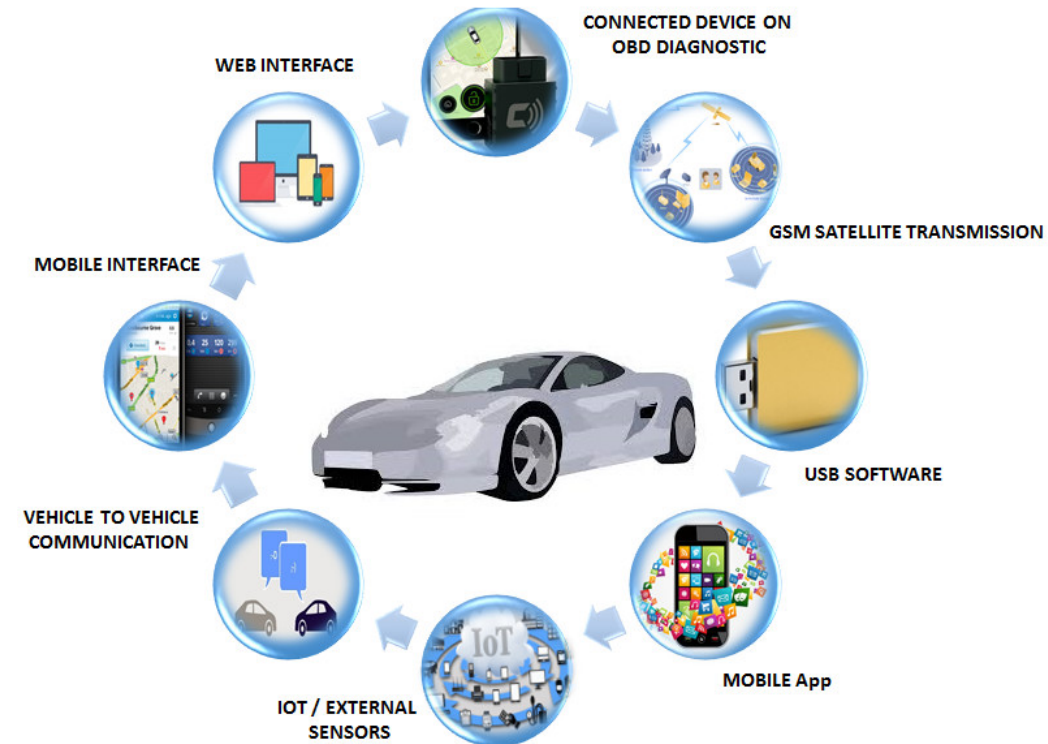 CONNECTED DEVICE ON
OBD DIAGNOSTIC
WEB INTERFACE
GSM SATELLITE TRANSMISSION
MOBILE INTERFACE
USB SOFTWARE
VEHICLE TO VEHICLE
COMMUNICATION
IoT
MOBILE App
IOT / EXTERNAL
SENSORS